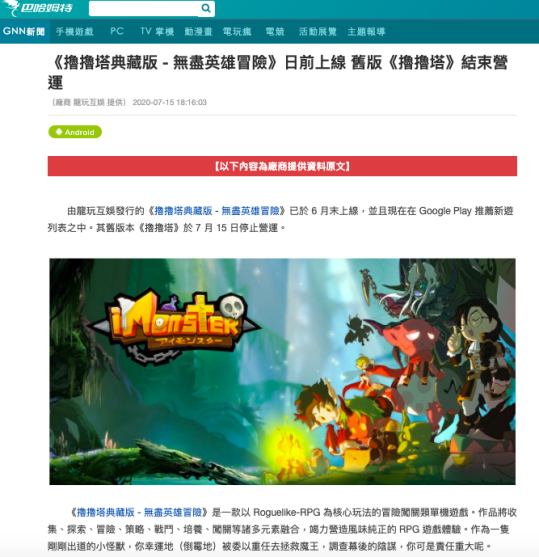 巴哈姆特
GNN新聞 手機遊戲 PC TV 掌機 動漫畫 電玩瘋 電競 活動展覽 主題報導
《擼擼塔典藏版 - 無盡英雄冒險》日前上線 舊版《擼擼塔》結束營
運
（廠商 龍玩互娛 提供） 2020-07-15 18:16:03
Android
【以下內容為廠商提供資料原文】
由龍玩互娛發行的《擼擼塔典藏版 - 無盡英雄冒險》已於 6 月末上線，並且現在在 Google Play 推薦新遊
列表之中。其舊版本《擼擼塔》於 7 月 15 日停止營運。
iMonster
アイモンスター
《擼擼塔典藏版 - 無盡英雄冒險》是一款以 Roguelike-RPG 為核心玩法的冒險闖關類單機遊戲。作品將收
集、探索、冒險、策略、戰鬥、培養、闖關等諸多元素融合，竭力營造風味純正的 RPG 遊戲體驗。作為一隻
剛剛出道的小怪獸，你幸運地（倒霉地）被委以重任去拯救魔王，調查幕後的陰謀，你可是責任重大呢。